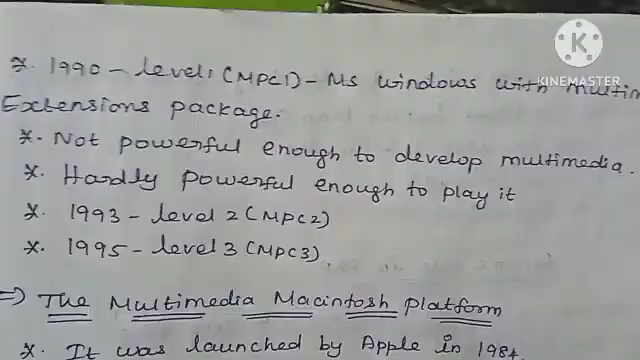 *. 1990 - level1 (MPC1) - MS windows with Multim
Extensions package.
*. Not powerful enough to develop multimedia.
*. Hardly powerful enough to play it
*. 1993 - level 2 (MPC2)
*. 1995 - level 3 (MPC3)
=> The Multimedia Macintosh platform
*. It was launched by Apple in 1984.
K
KINEMASTER